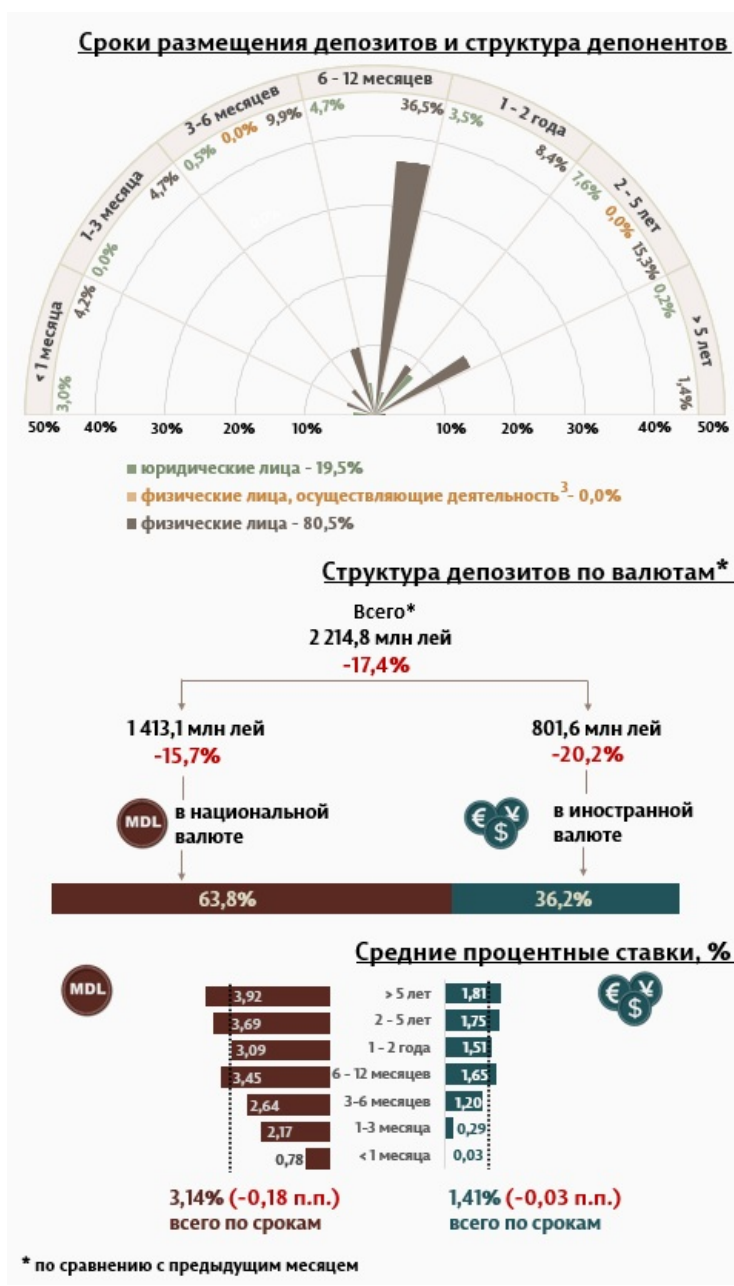 Сроки размещения депозитов и структура депонентов
6 - 12 месяцев
3-6 месяцев
1 - 2 года
1-3 месяца
2 - 5 лет
< 1 месяца
> 5 лет
3,0%
4,2%
0,0%
4,7%
0,5%
0,0%
9,9%
4,7%
36,5%
3,5%
8,4%
7,6%
0,0%
15,3%
0,2%
1,4%
50% 40% 30% 20% 10% 10% 20% 30% 40% 50%
юридические лица - 19,5%
физические лица, осуществляющие деятельность³- 0,0%
физические лица - 80,5%
Структура депозитов по валютам*
Всего*
2 214,8 млн лей
-17,4%
1 413,1 млн лей 801,6 млн лей
-15,7% -20,2%
MDL в национальной валюте
€ ¥ $ в иностранной валюте
63,8% 36,2%
Средние процентные ставки, %
MDL € ¥ $
3,92 > 5 лет 1,81
3,69 2 - 5 лет 1,75
3,09 1 - 2 года 1,51
3,45 6 - 12 месяцев 1,65
2,64 3-6 месяцев 1,20
2,17 1-3 месяца 0,29
0,78 < 1 месяца 0,03
3,14% (-0,18 п.п.) 1,41% (-0,03 п.п.)
всего по срокам всего по срокам
* по сравнению с предыдущим месяцем